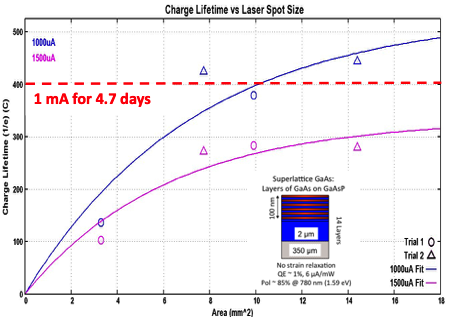 Charge Lifetime vs Laser Spot Size
500
1000uA
1500uA
400
1 mA for 4.7 days
300
200
100
0
Charge Lifetime (1/e) (C)
Superlattice GaAs:
Layers of GaAs on GaAsP
100 nm
14 Layers
2 µm
350 µm
No strain relaxation
QE ~ 1%, 6 µA/mW
Pol ~ 85% @ 780 nm (1.59 eV)
Trial 1
Trial 2
1000uA Fit
1500uA Fit
0 2 4 6 8 10 12 14 16 18
Area (mm^2)